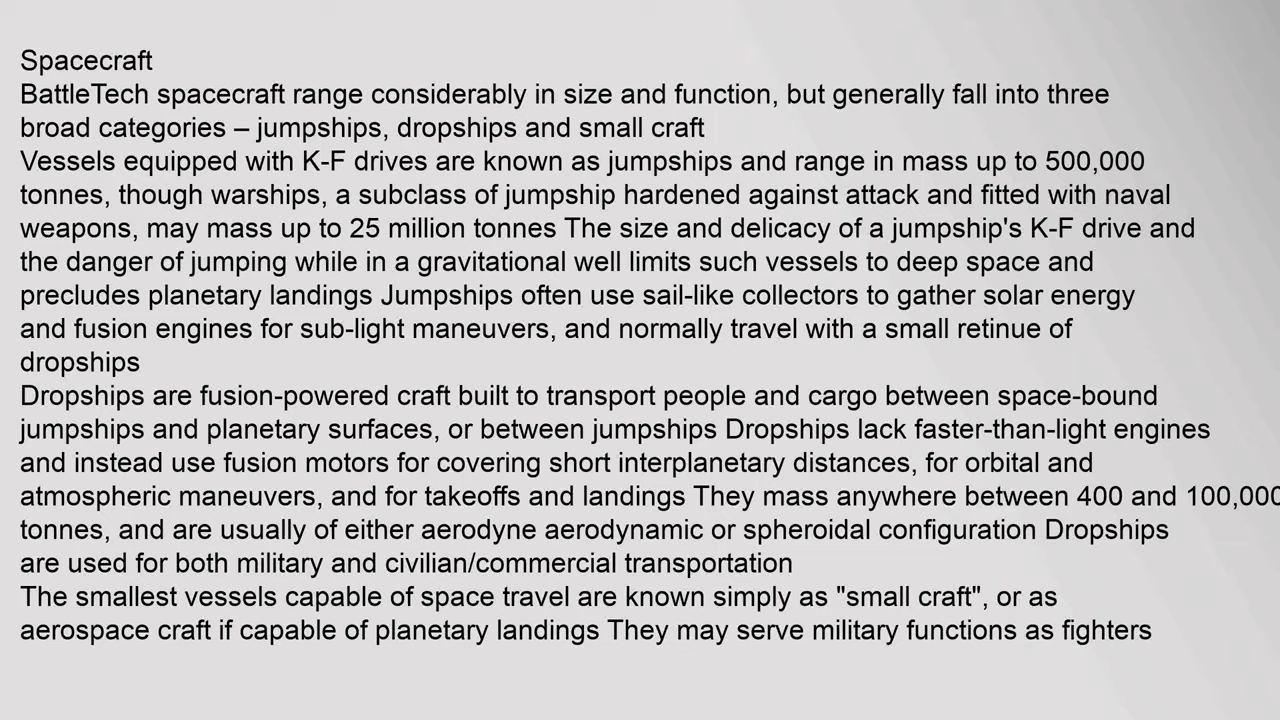 Spacecraft
BattleTech spacecraft range considerably in size and function, but generally fall into three
broad categories – jumpships, dropships and small craft
Vessels equipped with K-F drives are known as jumpships and range in mass up to 500,000
tonnes, though warships, a subclass of jumpship hardened against attack and fitted with naval
weapons, may mass up to 25 million tonnes The size and delicacy of a jumpship's K-F drive and
the danger of jumping while in a gravitational well limits such vessels to deep space and
precludes planetary landings Jumpships often use sail-like collectors to gather solar energy
and fusion engines for sub-light maneuvers, and normally travel with a small retinue of
dropships
Dropships are fusion-powered craft built to transport people and cargo between space-bound
jumpships and planetary surfaces, or between jumpships Dropships lack faster-than-light engines
and instead use fusion motors for covering short interplanetary distances, for orbital and
atmospheric maneuvers, and for takeoffs and landings They mass anywhere between 400 and 100,000
tonnes, and are usually of either aerodyne aerodynamic or spheroidal configuration Dropships
are used for both military and civilian/commercial transportation
The smallest vessels capable of space travel are known simply as "small craft", or as
aerospace craft if capable of planetary landings They may serve military functions as fighters